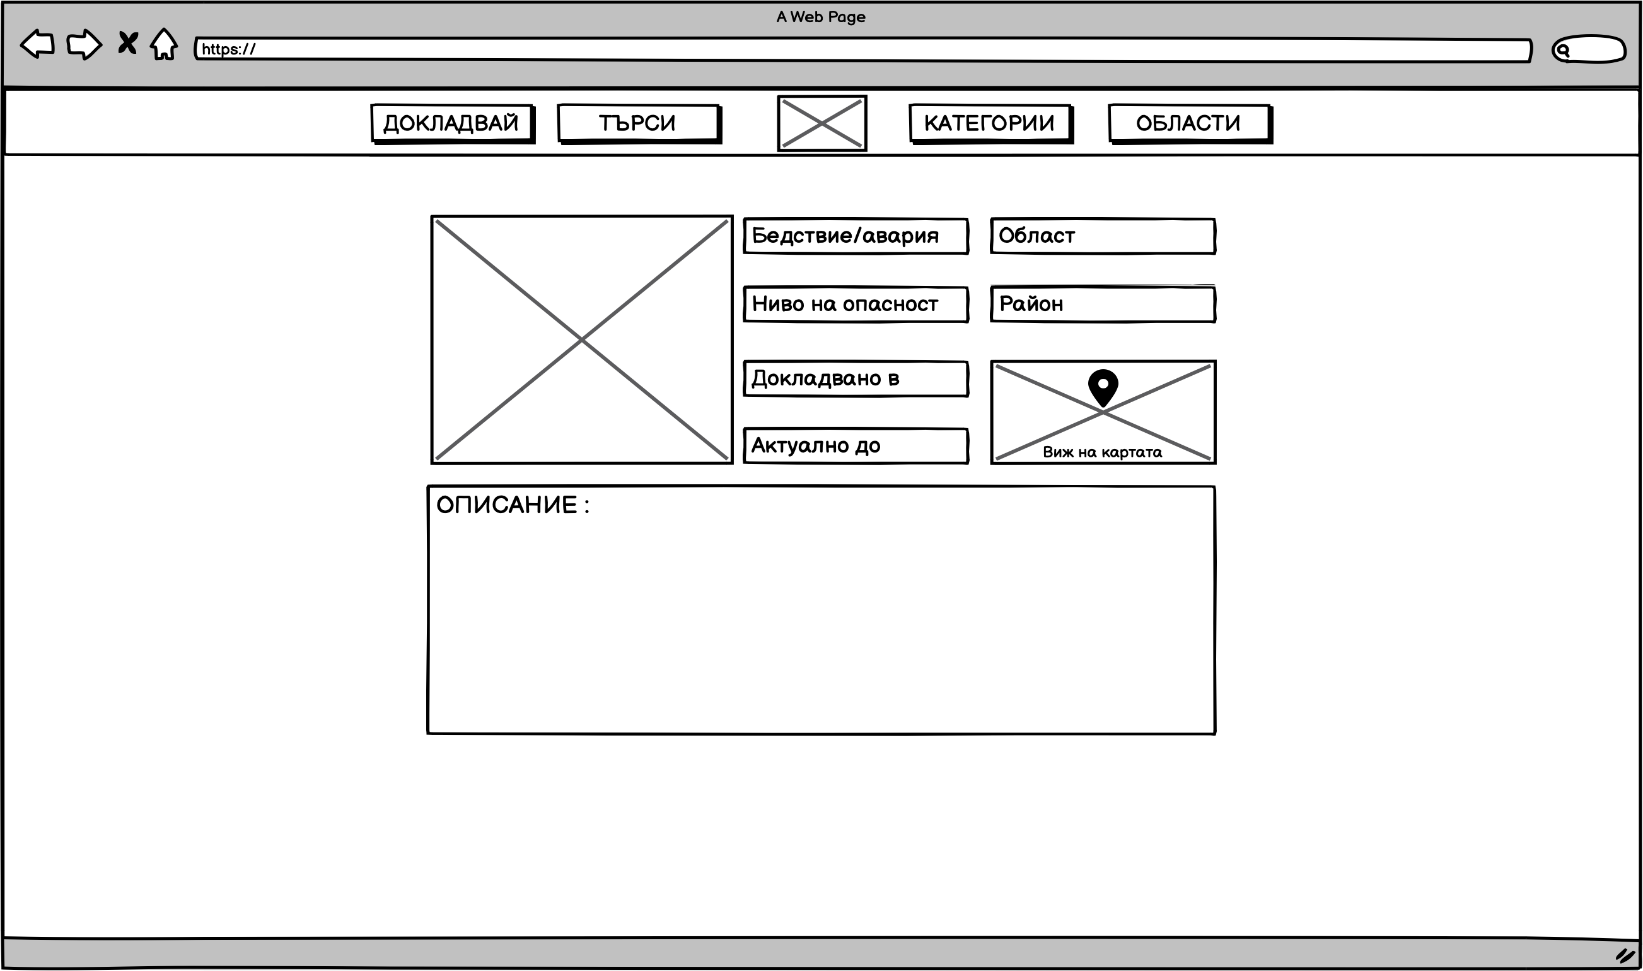 A Web Page
https://
ДОКЛАДВАЙ
ТЪРСИ
КАТЕГОРИИ
ОБЛАСТИ
Бедствие/авария
Област
Ниво на опасност
Район
Докладвано в
Актуално до
Виж на картата
ОПИСАНИЕ :